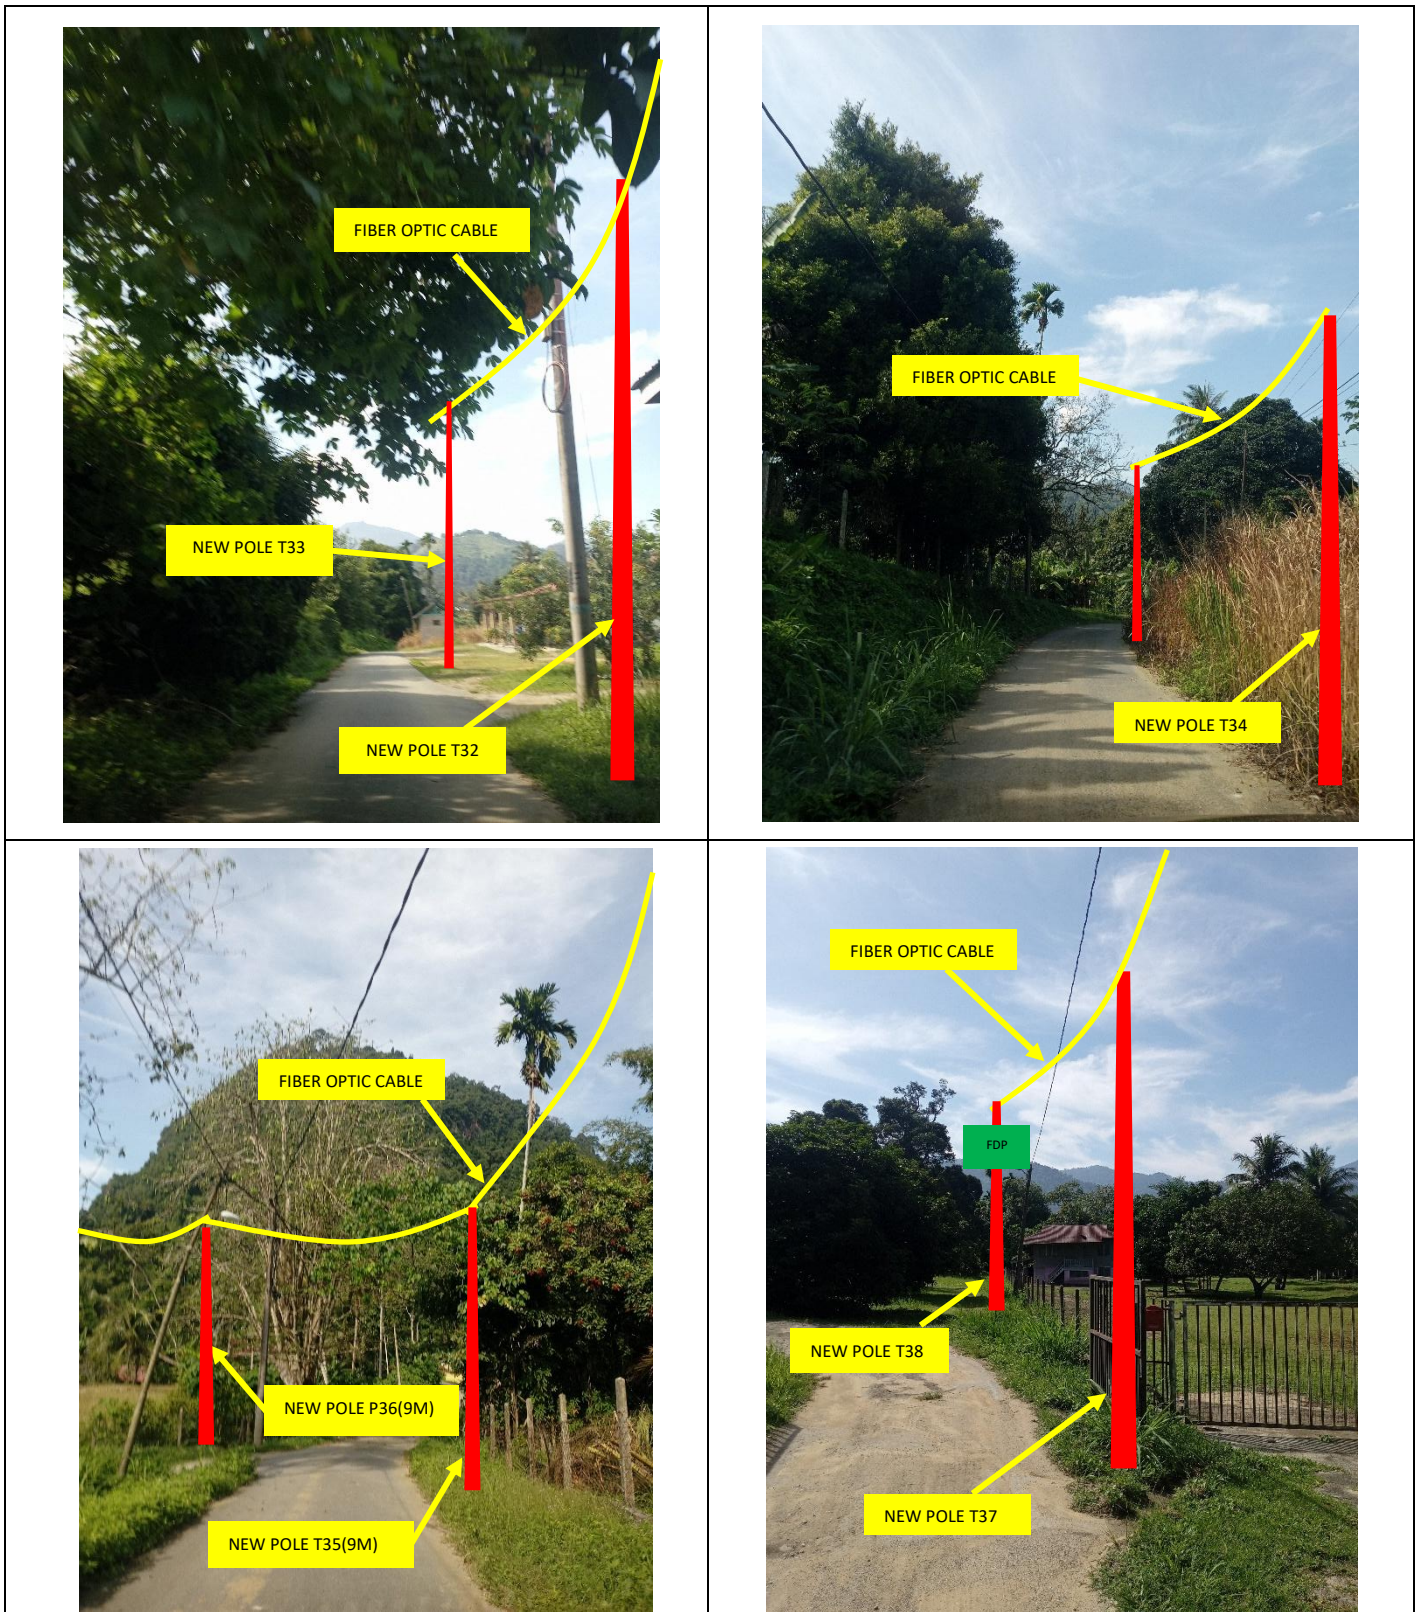 FIBER OPTIC CABLE
NEW POLE T33
NEW POLE T32
FIBER OPTIC CABLE
NEW POLE T34
FIBER OPTIC CABLE
NEW POLE P36(9M)
NEW POLE T35(9M)
FIBER OPTIC CABLE
FDP
NEW POLE T38
NEW POLE T37